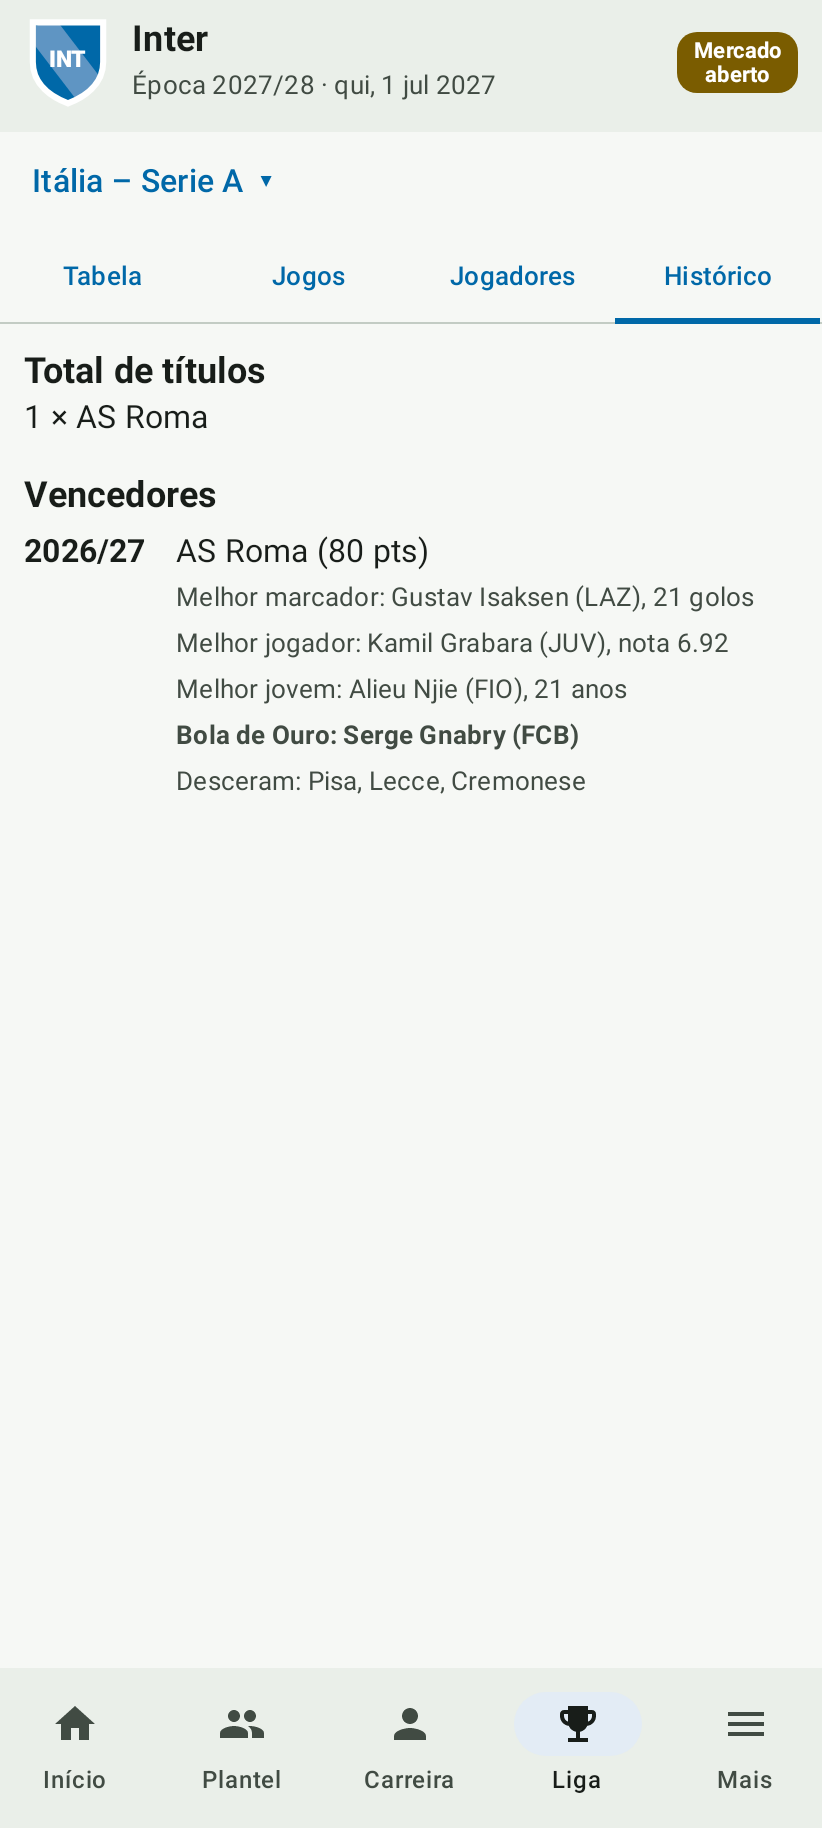 INT
Inter
Época 2027/28 · qui, 1 jul 2027
Mercado
aberto
Itália – Serie A ▼
Tabela
Jogos
Jogadores
Histórico
Total de títulos
1 × AS Roma
Vencedores
2026/27 AS Roma (80 pts)
Melhor marcador: Gustav Isaksen (LAZ), 21 golos
Melhor jogador: Kamil Grabara (JUV), nota 6.92
Melhor jovem: Alieu Njie (FIO), 21 anos
Bola de Ouro: Serge Gnabry (FCB)
Desceram: Pisa, Lecce, Cremonese
Início
Plantel
Carreira
Liga
Mais